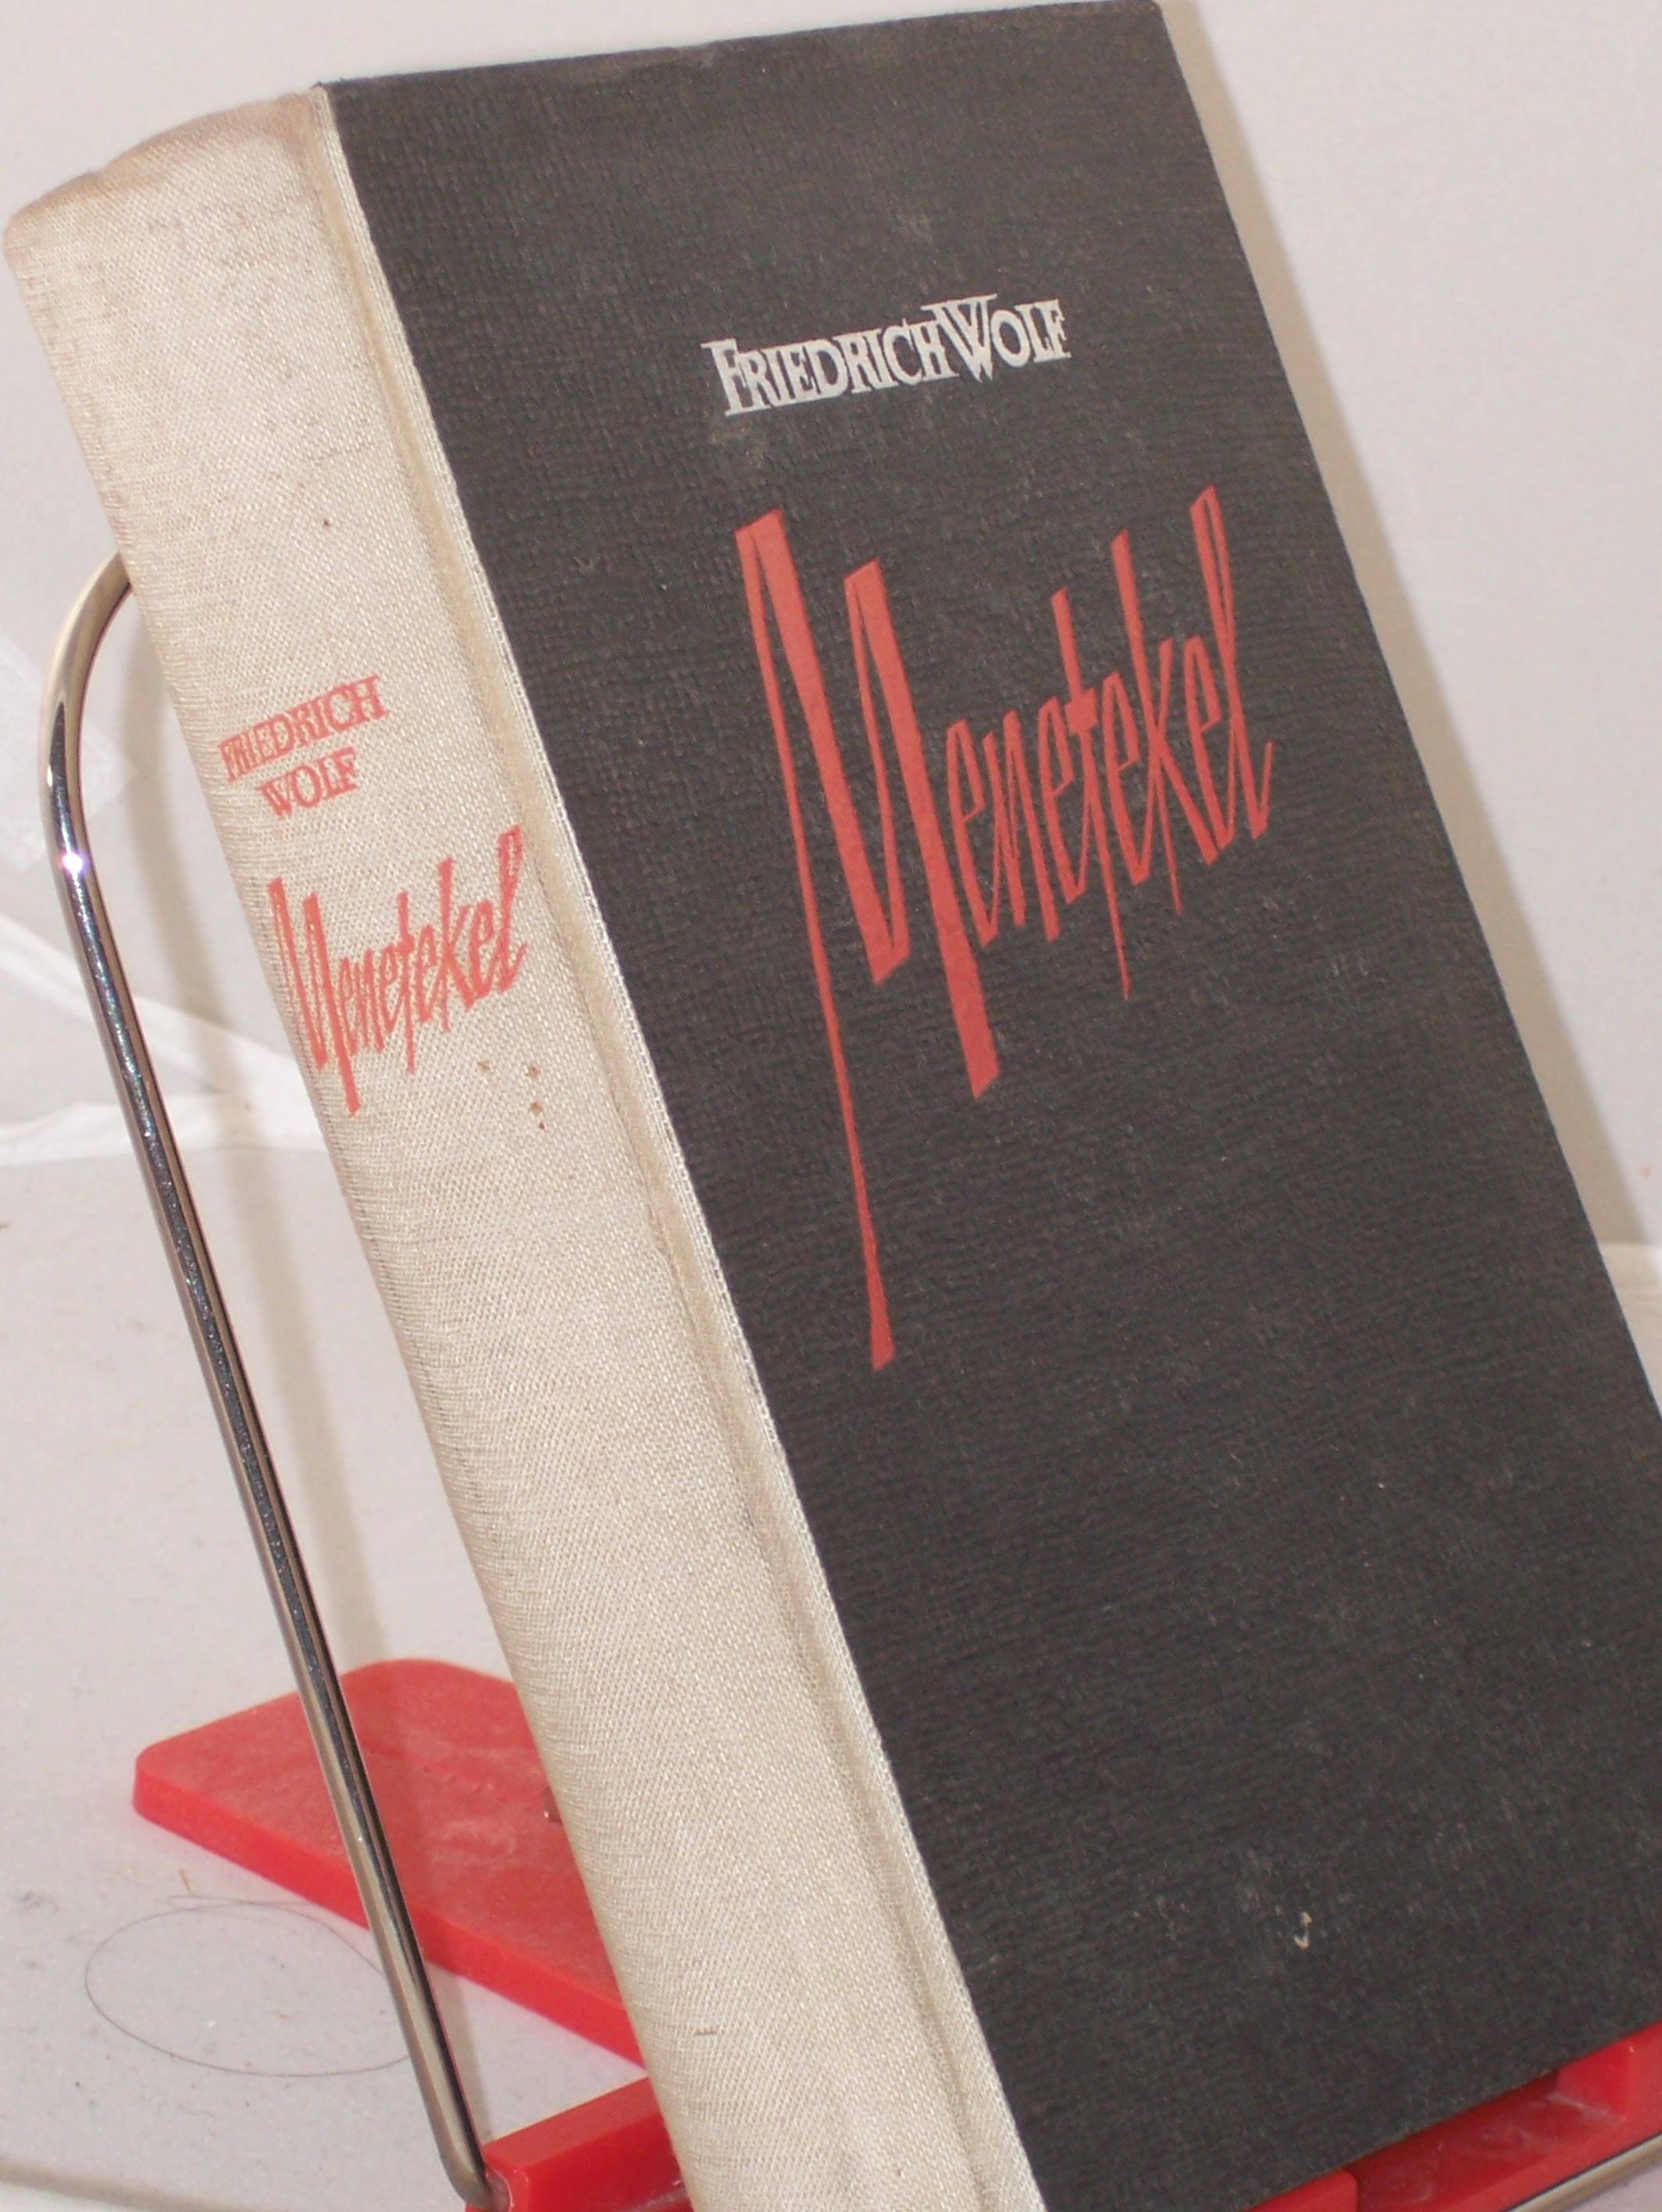 FRIEDRICH WOLF
Menetekel
FRIEDRICH
WOLF
Menetekel